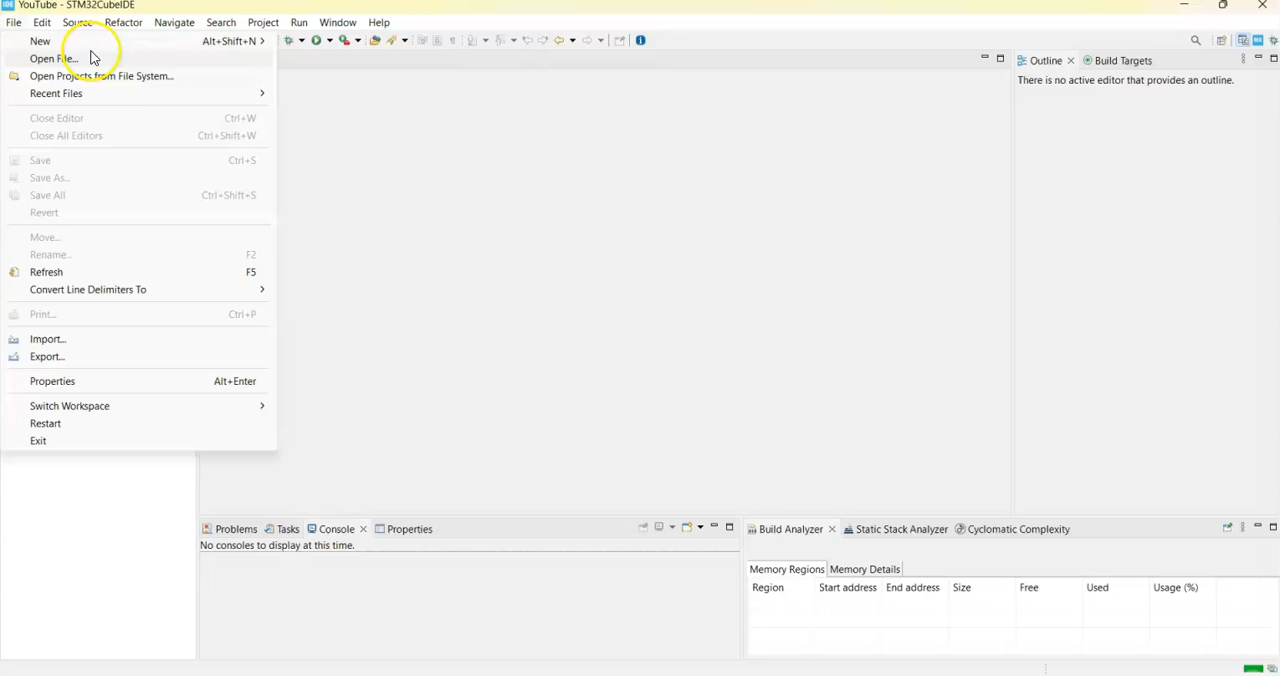 IDE YouTube - STM32CubeIDE
File Edit Source Refactor Navigate Search Project Run Window Help
New Alt+Shift+N
Open File...
Open Projects from File System...
Recent Files
Close Editor Ctrl+W
Close All Editors Ctrl+Shift+W
Save Ctrl+S
Save As...
Save All Ctrl+Shift+S
Revert
Move...
Rename... F2
Refresh F5
Convert Line Delimiters To
Print... Ctrl+P
Import...
Export...
Properties Alt+Enter
Switch Workspace
Restart
Exit
MX
Outline Build Targets
There is no active editor that provides an outline.
Problems Tasks Console Properties
No consoles to display at this time.
Build Analyzer Static Stack Analyzer Cyclomatic Complexity
Memory Regions Memory Details
Region Start address End address Size Free Used Usage (%)